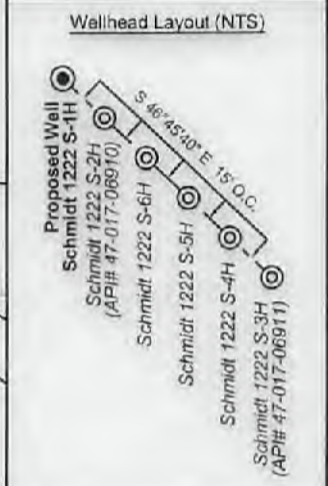 Wellhead Layout (NTS)
S 46°45'40" E 15' O.C.
Proposed Well
Schmidt 1222 S-1H
Schmidt 1222 S-2H
(API# 47-017-06910)
Schmidt 1222 S-6H
Schmidt 1222 S-5H
Schmidt 1222 S-4H
Schmidt 1222 S-3H
(API# 47-017-06911)